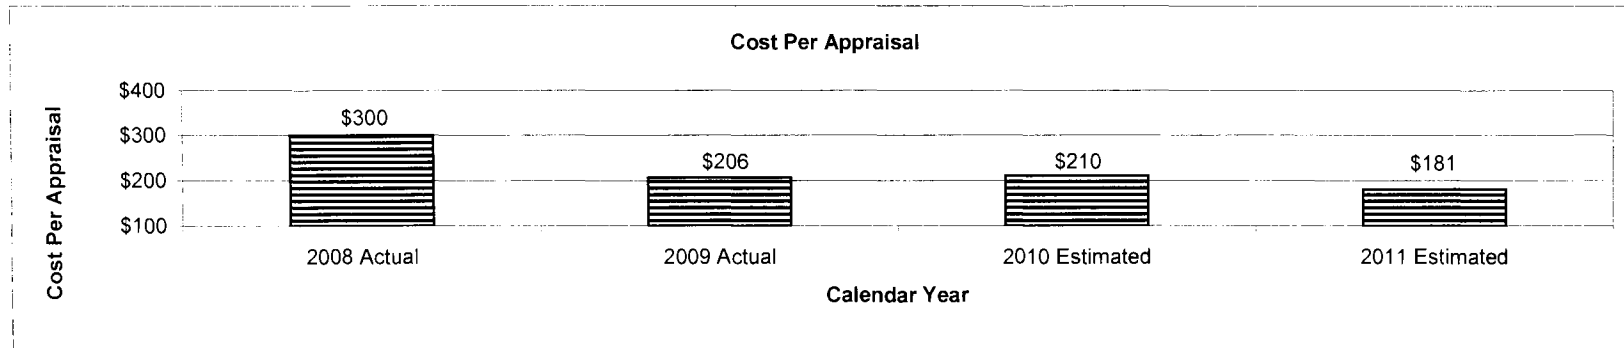 Cost Per Appraisal
Cost Per Appraisal
$400
$300
$200
$100
$300
$206
$210
$181
2008 Actual
2009 Actual
2010 Estimated
2011 Estimated
Calendar Year